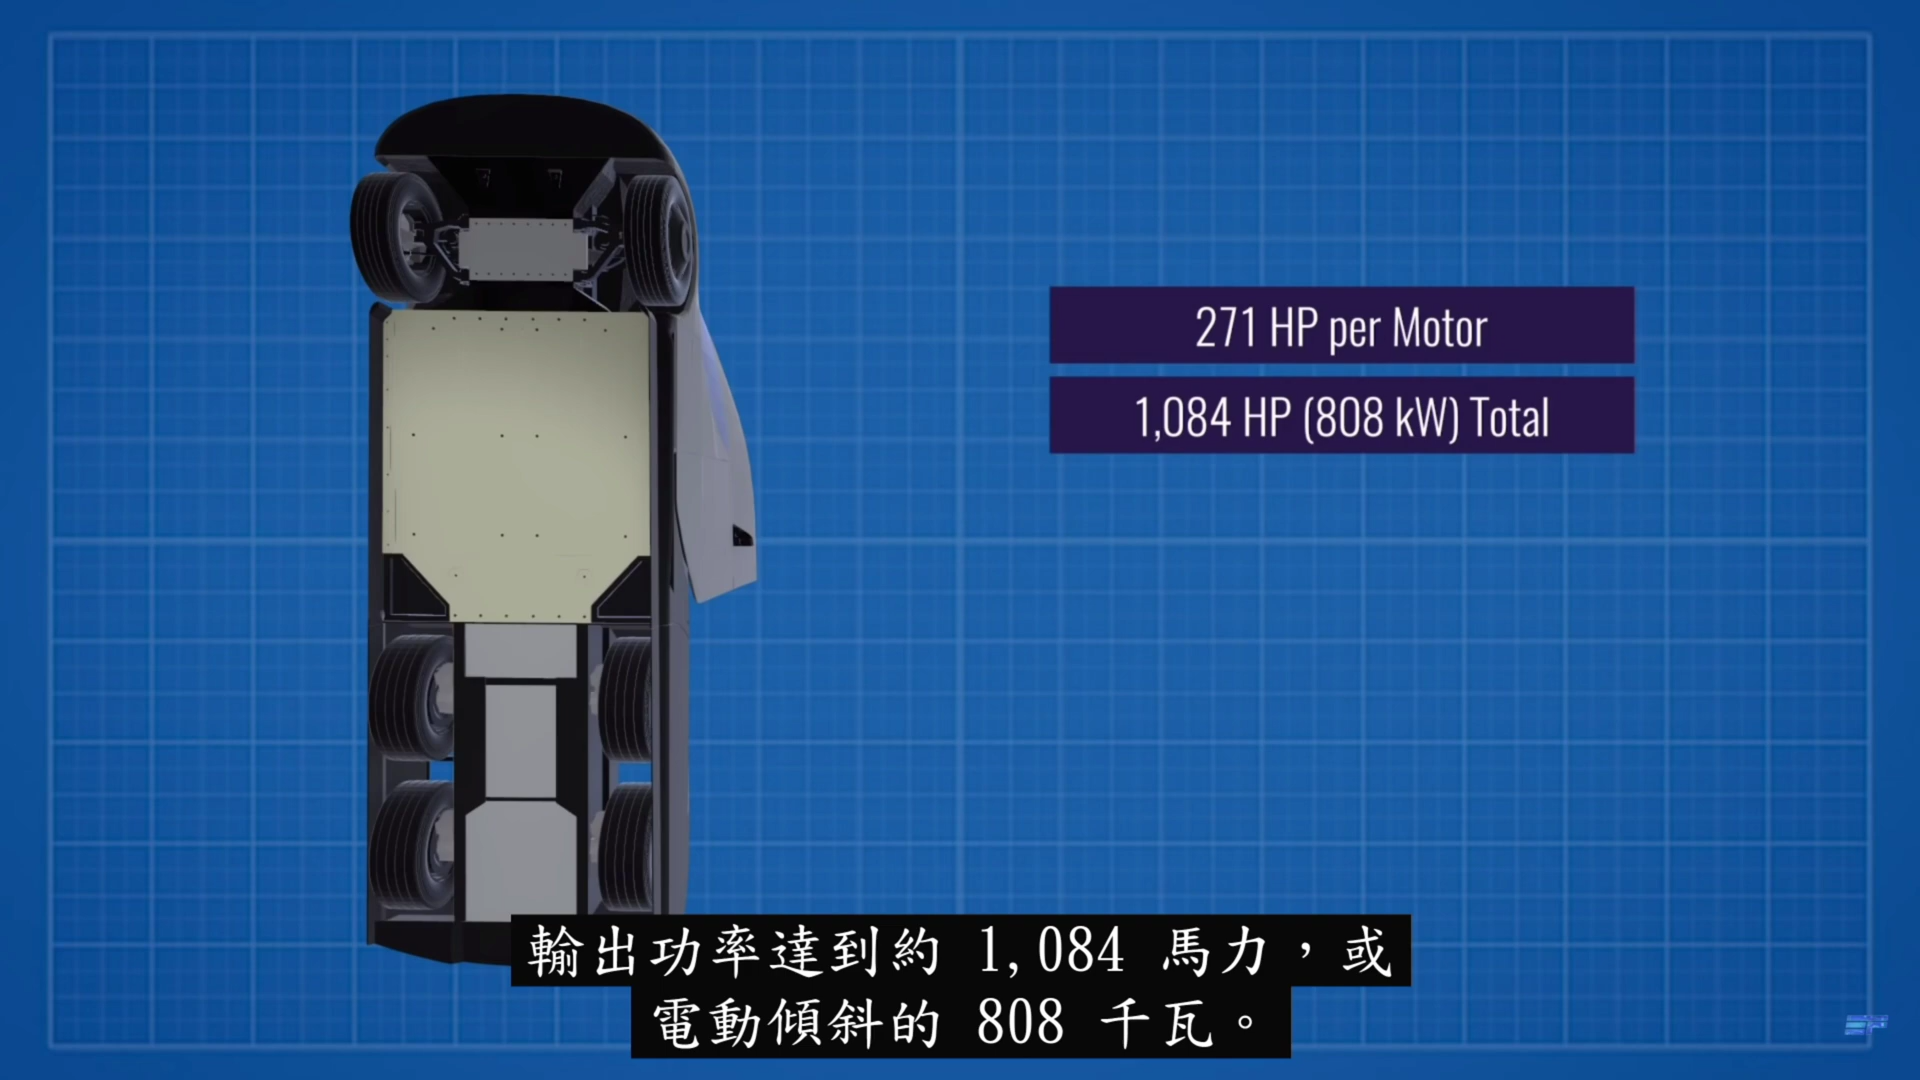 271 HP per Motor
1,084 HP (808 kW) Total
輸出功率達到約 1,084 馬力，或
電動傾斜的 808 千瓦。